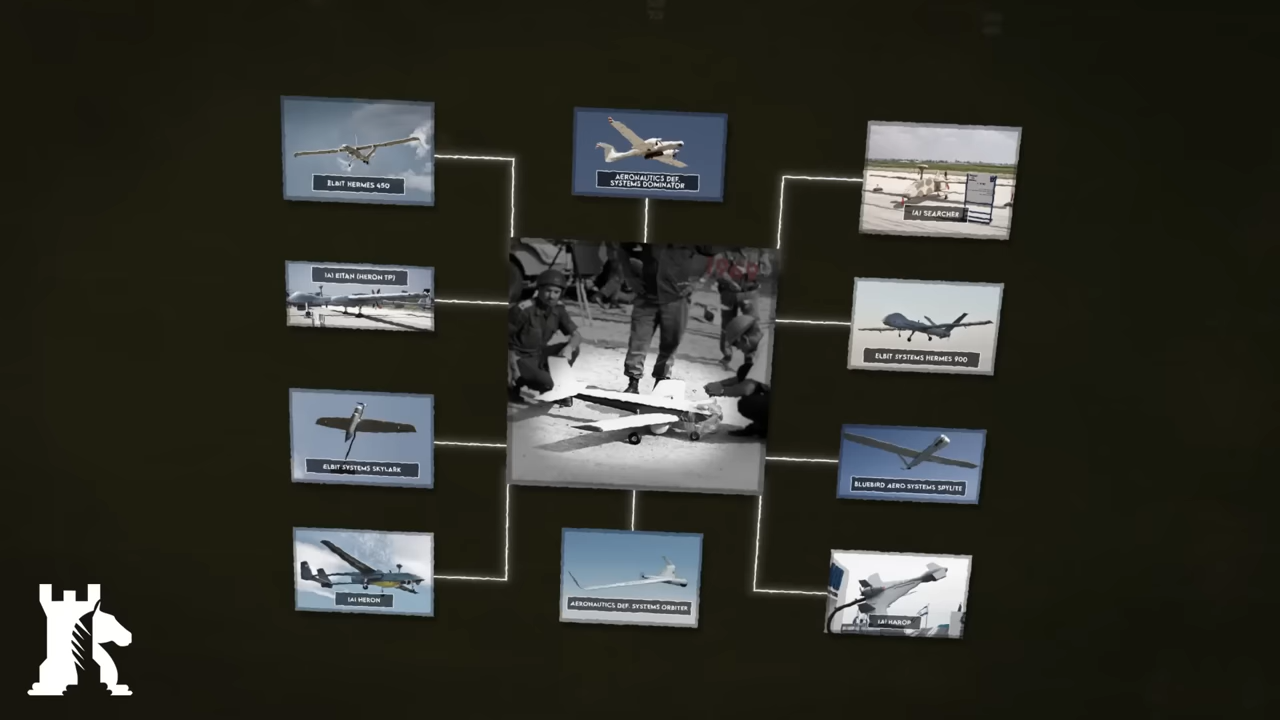 ELBIT HERMES 450
AERONAUTICS DEF.
SYSTEMS DOMINATOR
IAI SEARCHER
IAI EITAN (HERON TP)
1968
ELBIT SYSTEMS HERMES 900
ELBIT SYSTEMS SKYLARK
BLUEBIRD AERO SYSTEMS SPYLITE
IAI HERON
AERONAUTICS DEF. SYSTEMS ORBITER
IAI HAROP